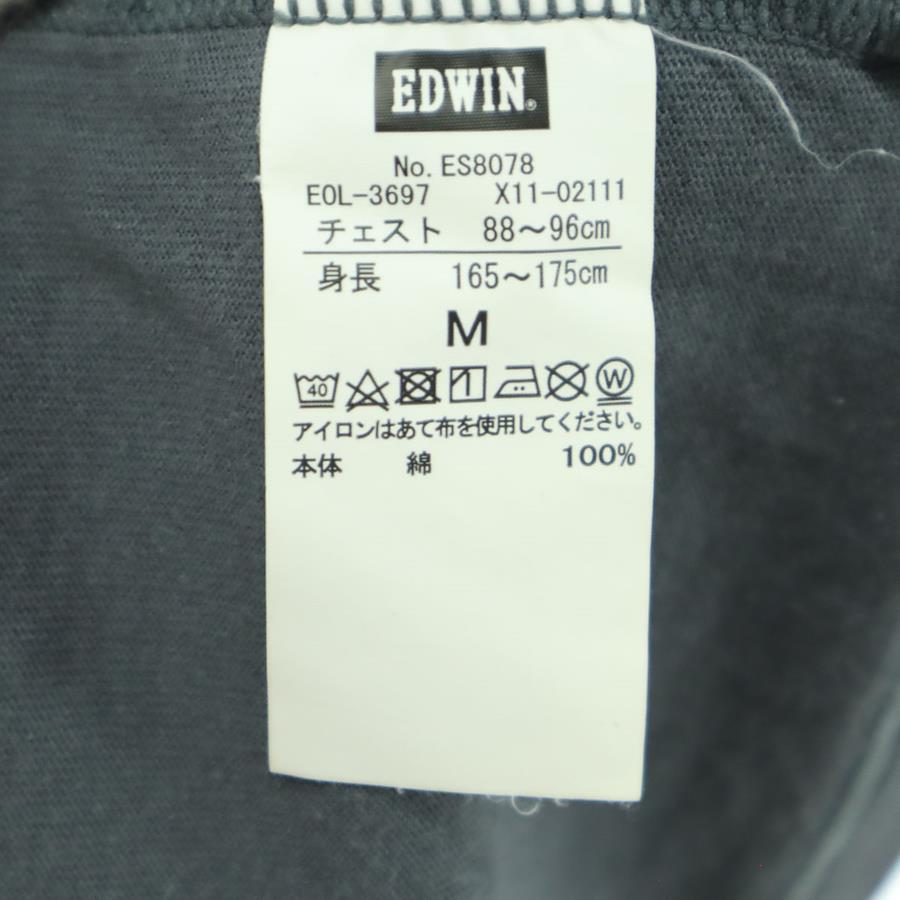 EDWIN®
No. ES8078
EOL-3697 X11-02111
チェスト 88～96cm
身長 165～175cm
M
40 W
アイロンはあて布を使用してください。
本体 綿 100%